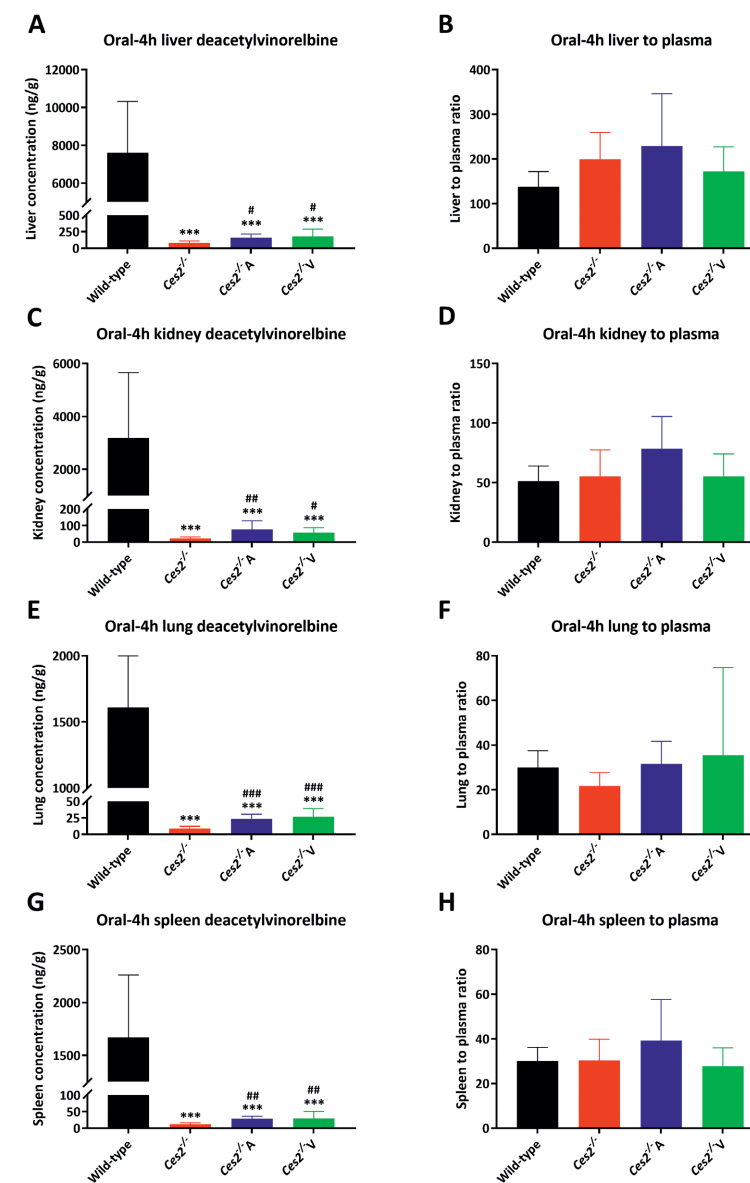 A
Oral-4h liver deacetylvinorelbine
Liver concentration (ng/g)
12000
10000
8000
6000
500
250
0
***
#
***
#
***
Wild-type
Ces2-/-
Ces2-/-A
Ces2-/-V
B
Oral-4h liver to plasma
Liver to plasma ratio
400
300
200
100
0
Wild-type
Ces2-/-
Ces2-/-A
Ces2-/-V
C
Oral-4h kidney deacetylvinorelbine
Kidney concentration (ng/g)
6000
4000
2000
200
100
0
***
##
***
#
***
Wild-type
Ces2-/-
Ces2-/-A
Ces2-/-V
D
Oral-4h kidney to plasma
Kidney to plasma ratio
150
100
50
0
Wild-type
Ces2-/-
Ces2-/-A
Ces2-/-V
E
Oral-4h lung deacetylvinorelbine
Lung concentration (ng/g)
2000
1500
1000
50
25
0
***
###
***
###
***
Wild-type
Ces2-/-
Ces2-/-A
Ces2-/-V
F
Oral-4h lung to plasma
Lung to plasma ratio
80
60
40
20
0
Wild-type
Ces2-/-
Ces2-/-A
Ces2-/-V
G
Oral-4h spleen deacetylvinorelbine
Spleen concentration (ng/g)
2500
2000
1500
100
50
0
***
##
***
##
***
Wild-type
Ces2-/-
Ces2-/-A
Ces2-/-V
H
Oral-4h spleen to plasma
Spleen to plasma ratio
80
60
40
20
0
Wild-type
Ces2-/-
Ces2-/-A
Ces2-/-V